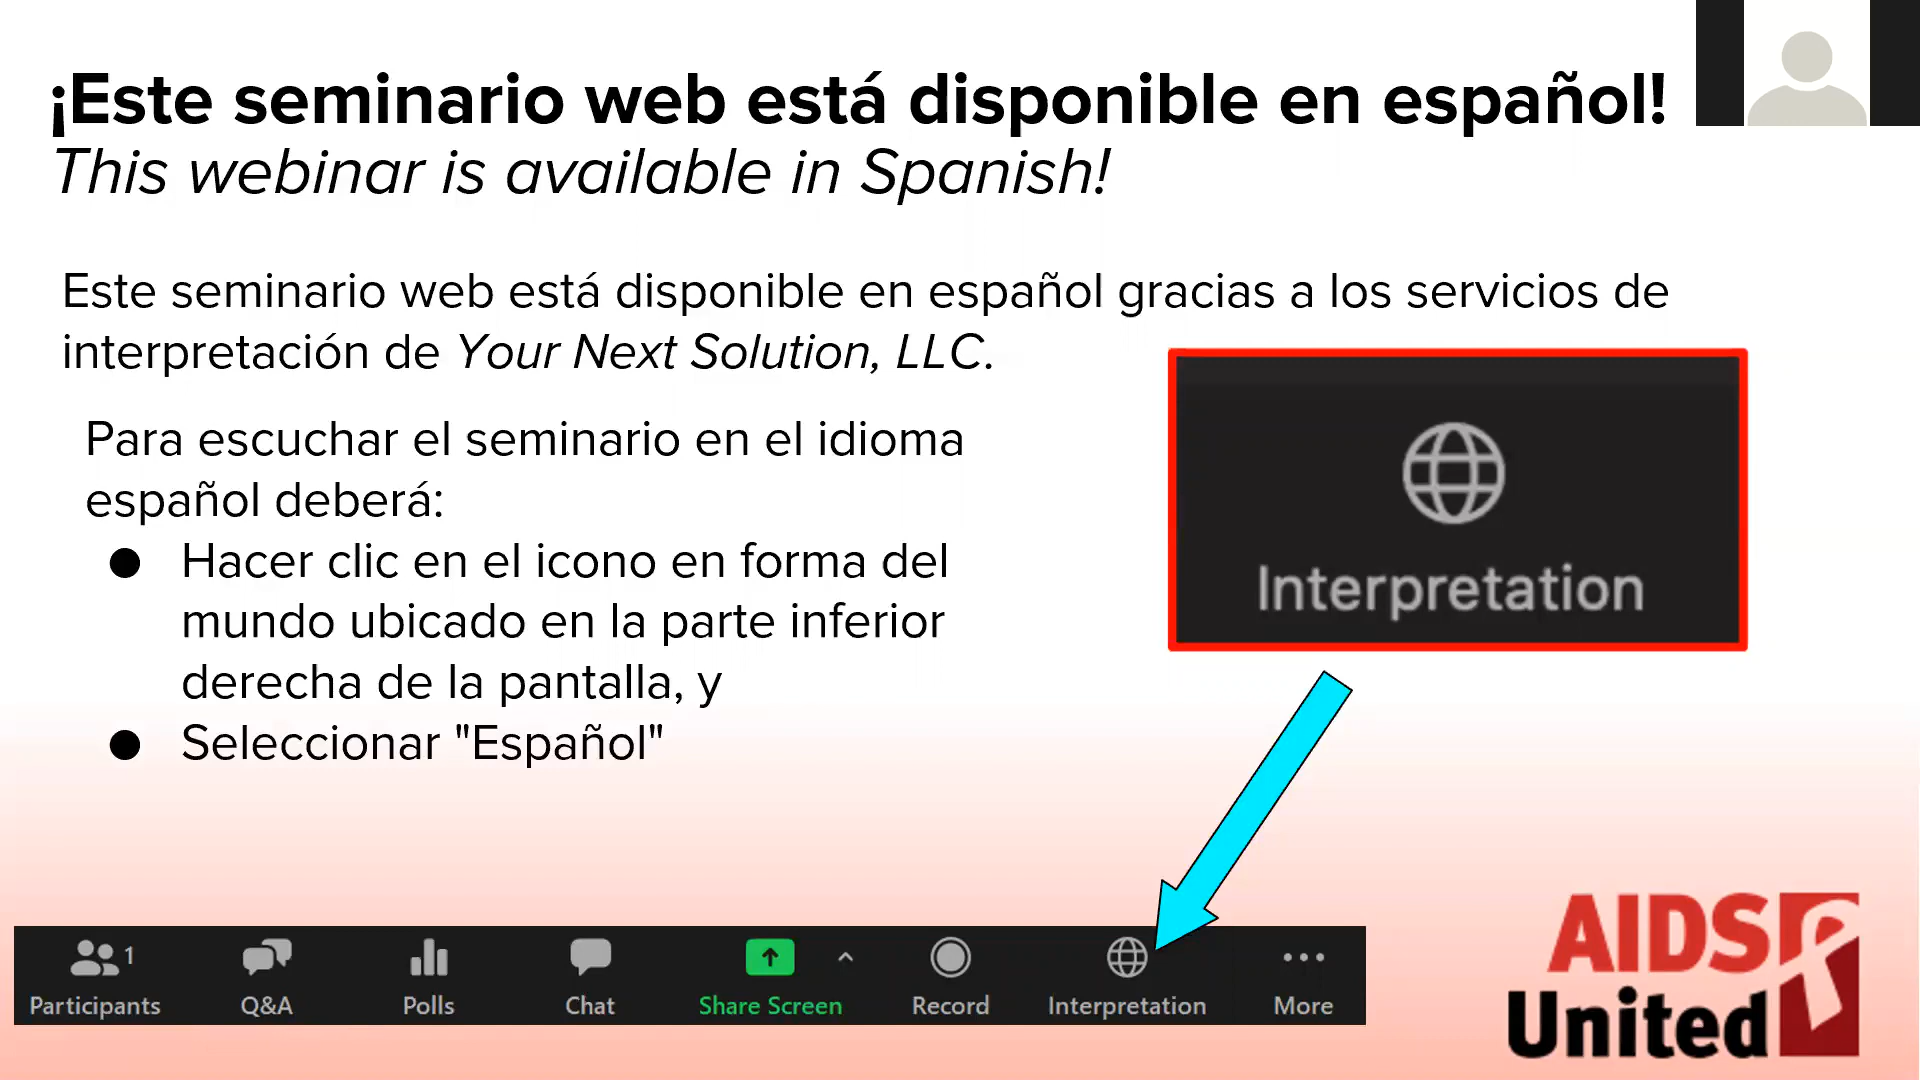 ¡Este seminario web está disponible en español!
This webinar is available in Spanish!
Este seminario web está disponible en español gracias a los servicios de
interpretación de Your Next Solution, LLC.
Para escuchar el seminario en el idioma
español deberá:
● Hacer clic en el icono en forma del
mundo ubicado en la parte inferior
derecha de la pantalla, y
● Seleccionar "Español"
Interpretation
1
Participants
Q&A
Polls
Chat
Share Screen
Record
Interpretation
More
AIDS
United